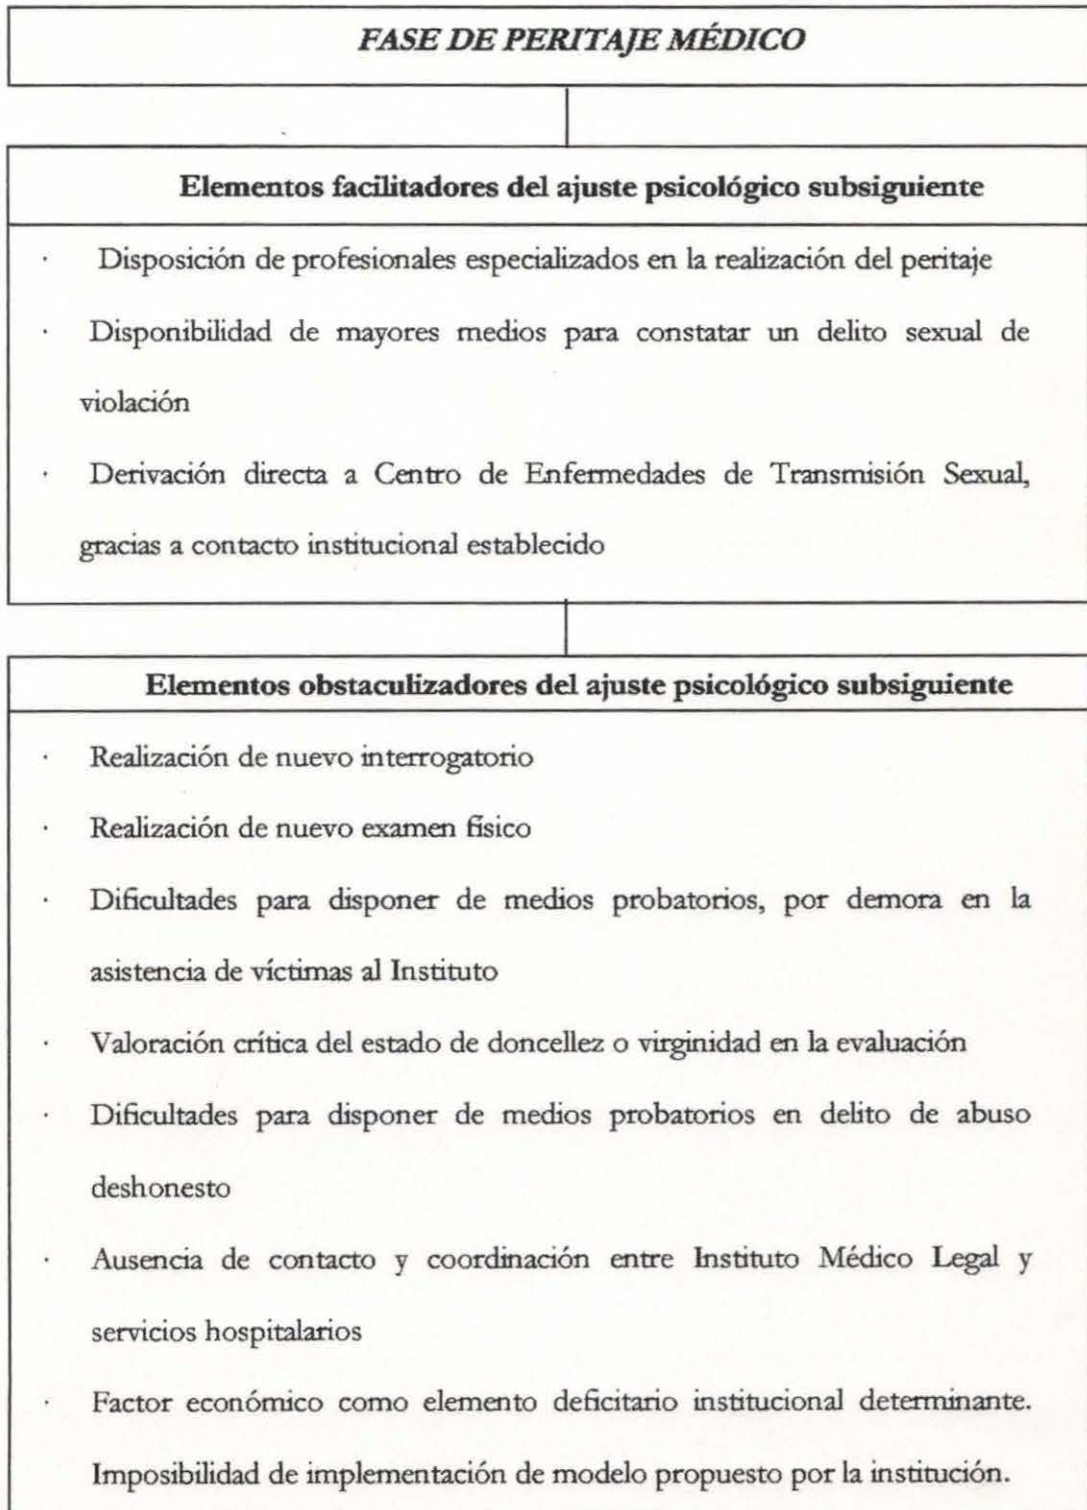 FASE DE PERITAJE MÉDICO
Elementos facilitadores del ajuste psicológico subsiguiente
· Disposición de profesionales especializados en la realización del peritaje
· Disponibilidad de mayores medios para constatar un delito sexual de
violación
· Derivación directa a Centro de Enfermedades de Transmisión Sexual,
gracias a contacto institucional establecido
Elementos obstaculizadores del ajuste psicológico subsiguiente
· Realización de nuevo interrogatorio
· Realización de nuevo examen físico
· Dificultades para disponer de medios probatorios, por demora en la
asistencia de víctimas al Instituto
· Valoración crítica del estado de doncellez o virginidad en la evaluación
· Dificultades para disponer de medios probatorios en delito de abuso
deshonesto
· Ausencia de contacto y coordinación entre Instituto Médico Legal y
servicios hospitalarios
· Factor económico como elemento deficitario institucional determinante.
Imposibilidad de implementación de modelo propuesto por la institución.